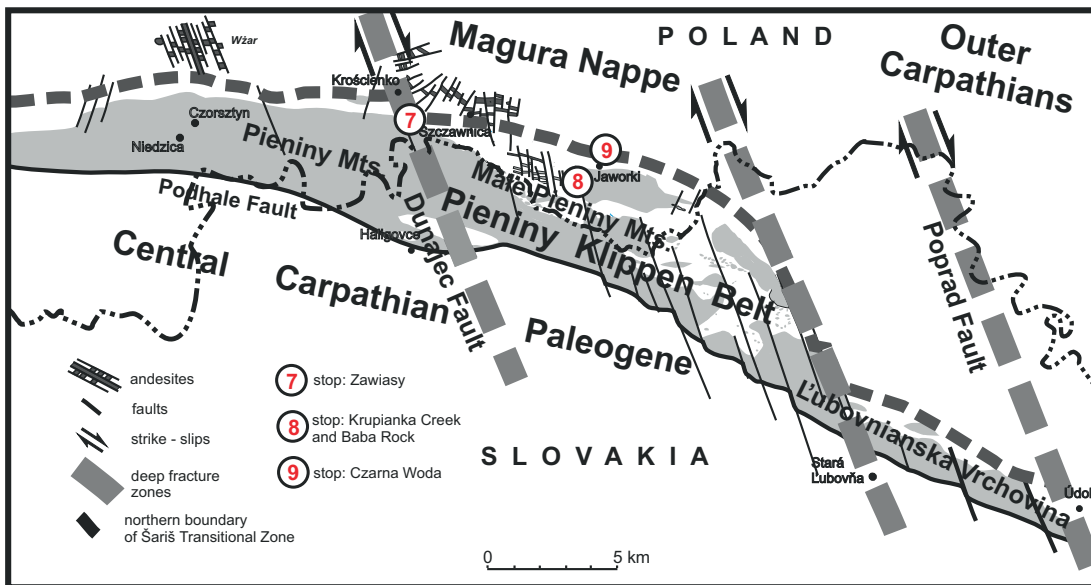 POLAND
Outer
Carpathians
Magura Nappe
Wżar
Krościenko
Czorsztyn
Niedzica
7
Szczawnica
9
Jaworki
8
Pieniny Mts.
Małe Pieniny Mts.
Podhale Fault
Haligovce
Dunajec Fault
Pieniny Klippen Belt
Poprad Fault
Central
Carpathian
Paleogene
SLOVAKIA
Ľubovnianska Vrchovina
Stará
Ľubovňa
Údol
andesites
faults
strike - slips
deep fracture
zones
northern boundary
of Šariš Transitional Zone
7 stop: Zawiasy
8 stop: Krupianka Creek
and Baba Rock
9 stop: Czarna Woda
0 5 km